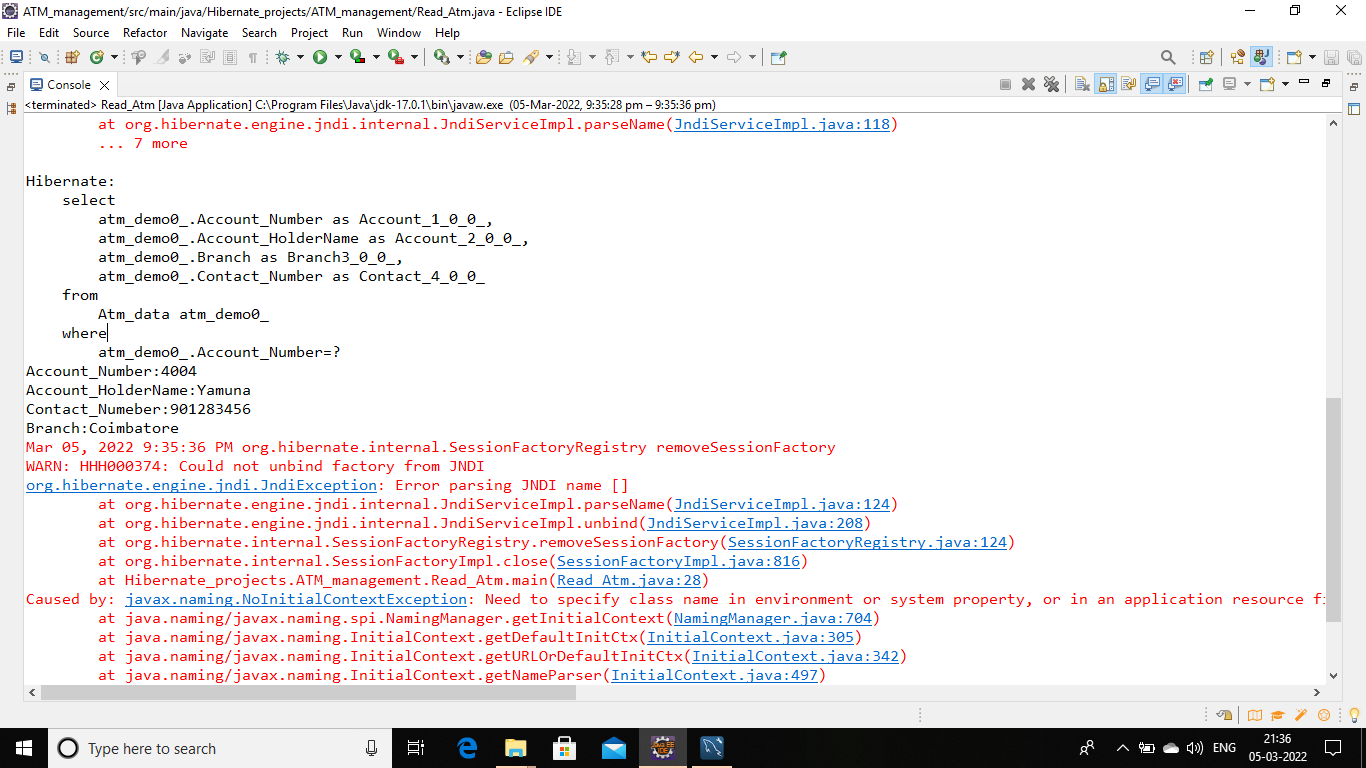 ATM_management/src/main/java/Hibernate_projects/ATM_management/Read_Atm.java - Eclipse IDE
File Edit Source Refactor Navigate Search Project Run Window Help
Console
<terminated> Read_Atm [Java Application] C:\Program Files\Java\jdk-17.0.1\bin\javaw.exe (05-Mar-2022, 9:35:28 pm – 9:35:36 pm)
at org.hibernate.engine.jndi.internal.JndiServiceImpl.parseName(JndiServiceImpl.java:118)
... 7 more
Hibernate:
select
atm_demo0_.Account_Number as Account_1_0_0_,
atm_demo0_.Account_HolderName as Account_2_0_0_,
atm_demo0_.Branch as Branch3_0_0_,
atm_demo0_.Contact_Number as Contact_4_0_0_
from
Atm_data atm_demo0_
where
atm_demo0_.Account_Number=?
Account_Number:4004
Account_HolderName:Yamuna
Contact_Numeber:901283456
Branch:Coimbatore
Mar 05, 2022 9:35:36 PM org.hibernate.internal.SessionFactoryRegistry removeSessionFactory
WARN: HHH000374: Could not unbind factory from JNDI
org.hibernate.engine.jndi.JndiException: Error parsing JNDI name []
at org.hibernate.engine.jndi.internal.JndiServiceImpl.parseName(JndiServiceImpl.java:124)
at org.hibernate.engine.jndi.internal.JndiServiceImpl.unbind(JndiServiceImpl.java:208)
at org.hibernate.internal.SessionFactoryRegistry.removeSessionFactory(SessionFactoryRegistry.java:124)
at org.hibernate.internal.SessionFactoryImpl.close(SessionFactoryImpl.java:816)
at Hibernate_projects.ATM_management.Read_Atm.main(Read_Atm.java:28)
Caused by: javax.naming.NoInitialContextException: Need to specify class name in environment or system property, or in an application resource fi
at java.naming/javax.naming.spi.NamingManager.getInitialContext(NamingManager.java:704)
at java.naming/javax.naming.InitialContext.getDefaultInitCtx(InitialContext.java:305)
at java.naming/javax.naming.InitialContext.getURLOrDefaultInitCtx(InitialContext.java:342)
at java.naming/javax.naming.InitialContext.getNameParser(InitialContext.java:497)
Type here to search
ENG
21:36
05-03-2022